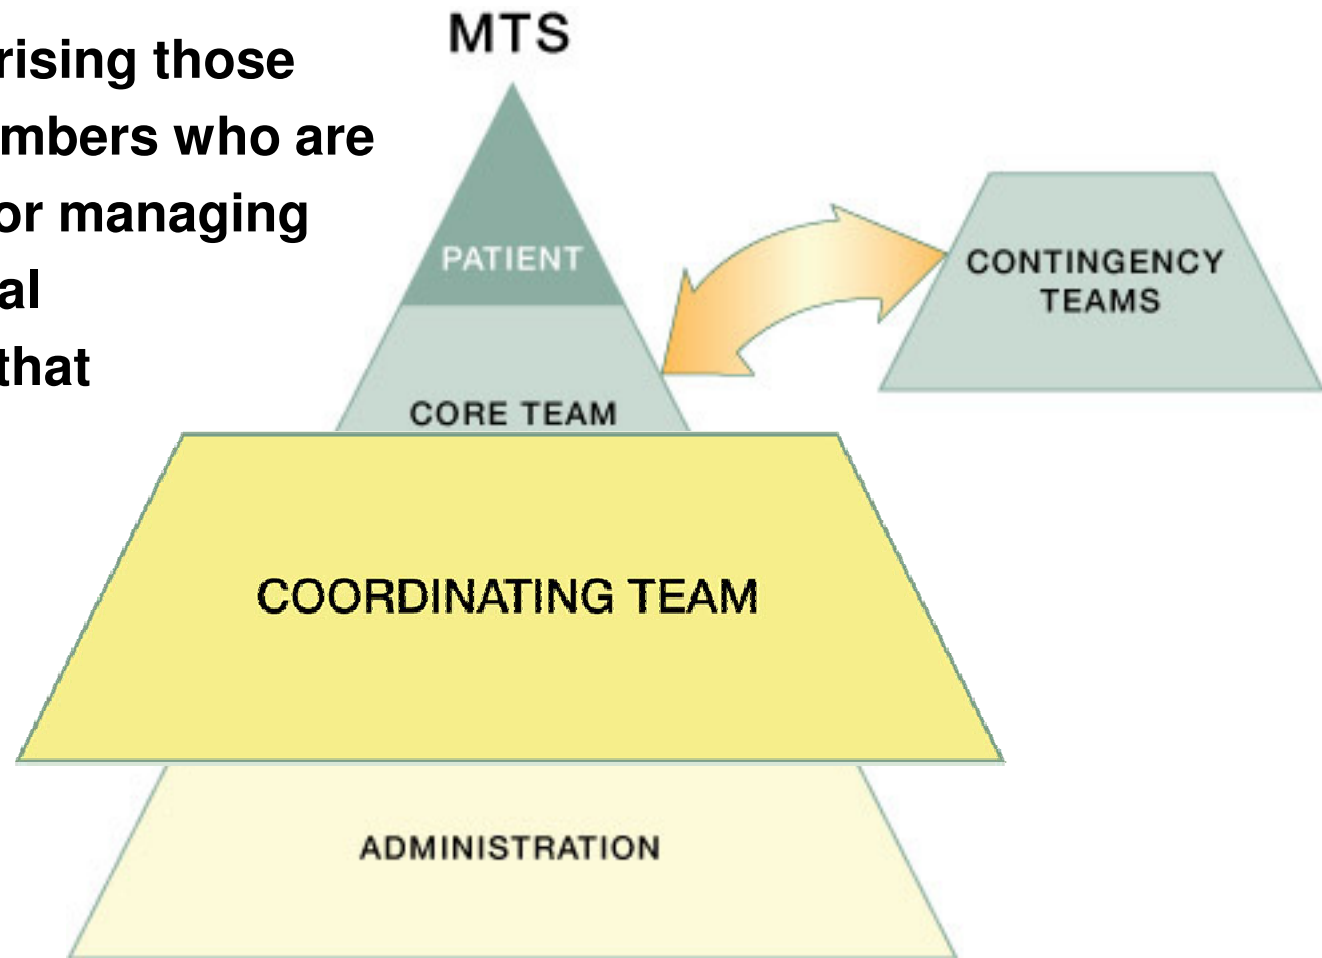 MTS
rising those
mbers who are
or managing
al
that
PATIENT
CORE TEAM
CONTINGENCY
TEAMS
COORDINATING TEAM
ADMINISTRATION